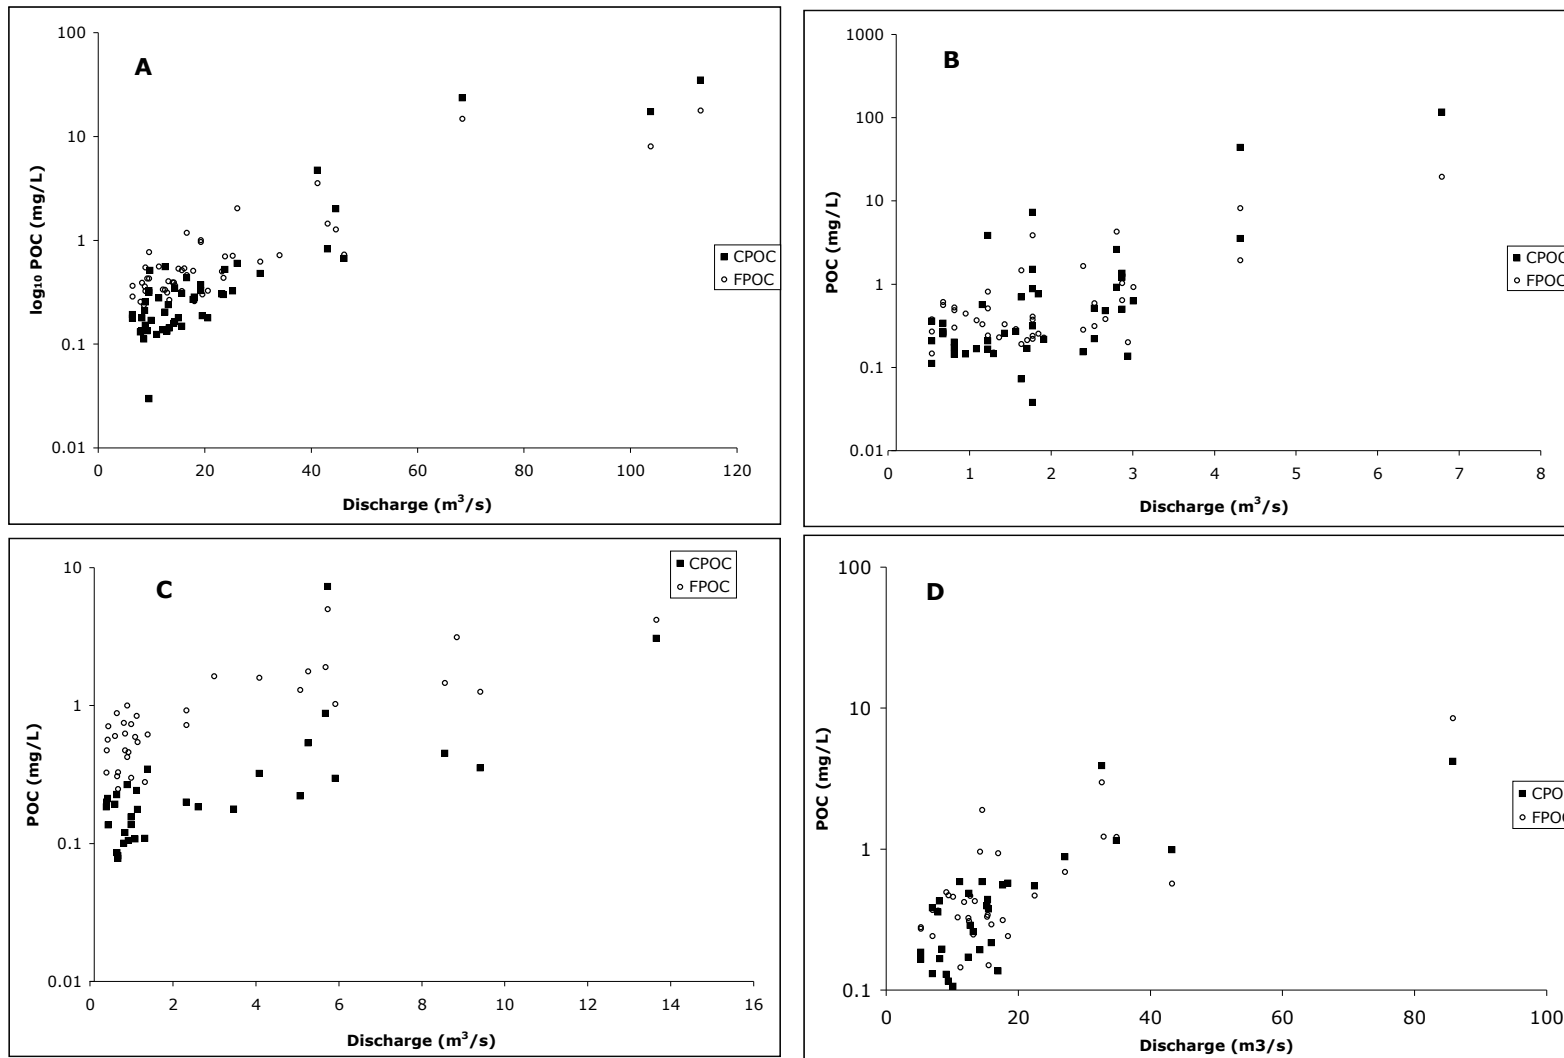 A
100
10
1
0.1
0.01
log₁₀ POC (mg/L)
CPOC
FPOC
0 20 40 60 80 100 120
Discharge (m³/s)
B
1000
100
10
1
0.1
0.01
POC (mg/L)
CPOC
FPOC
0 1 2 3 4 5 6 7 8
Discharge (m³/s)
C
CPOC
FPOC
10
1
0.1
0.01
POC (mg/L)
0 2 4 6 8 10 12 14 16
Discharge (m³/s)
D
100
10
1
0.1
POC (mg/L)
CPO
FPOC
0 20 40 60 80 100
Discharge (m3/s)